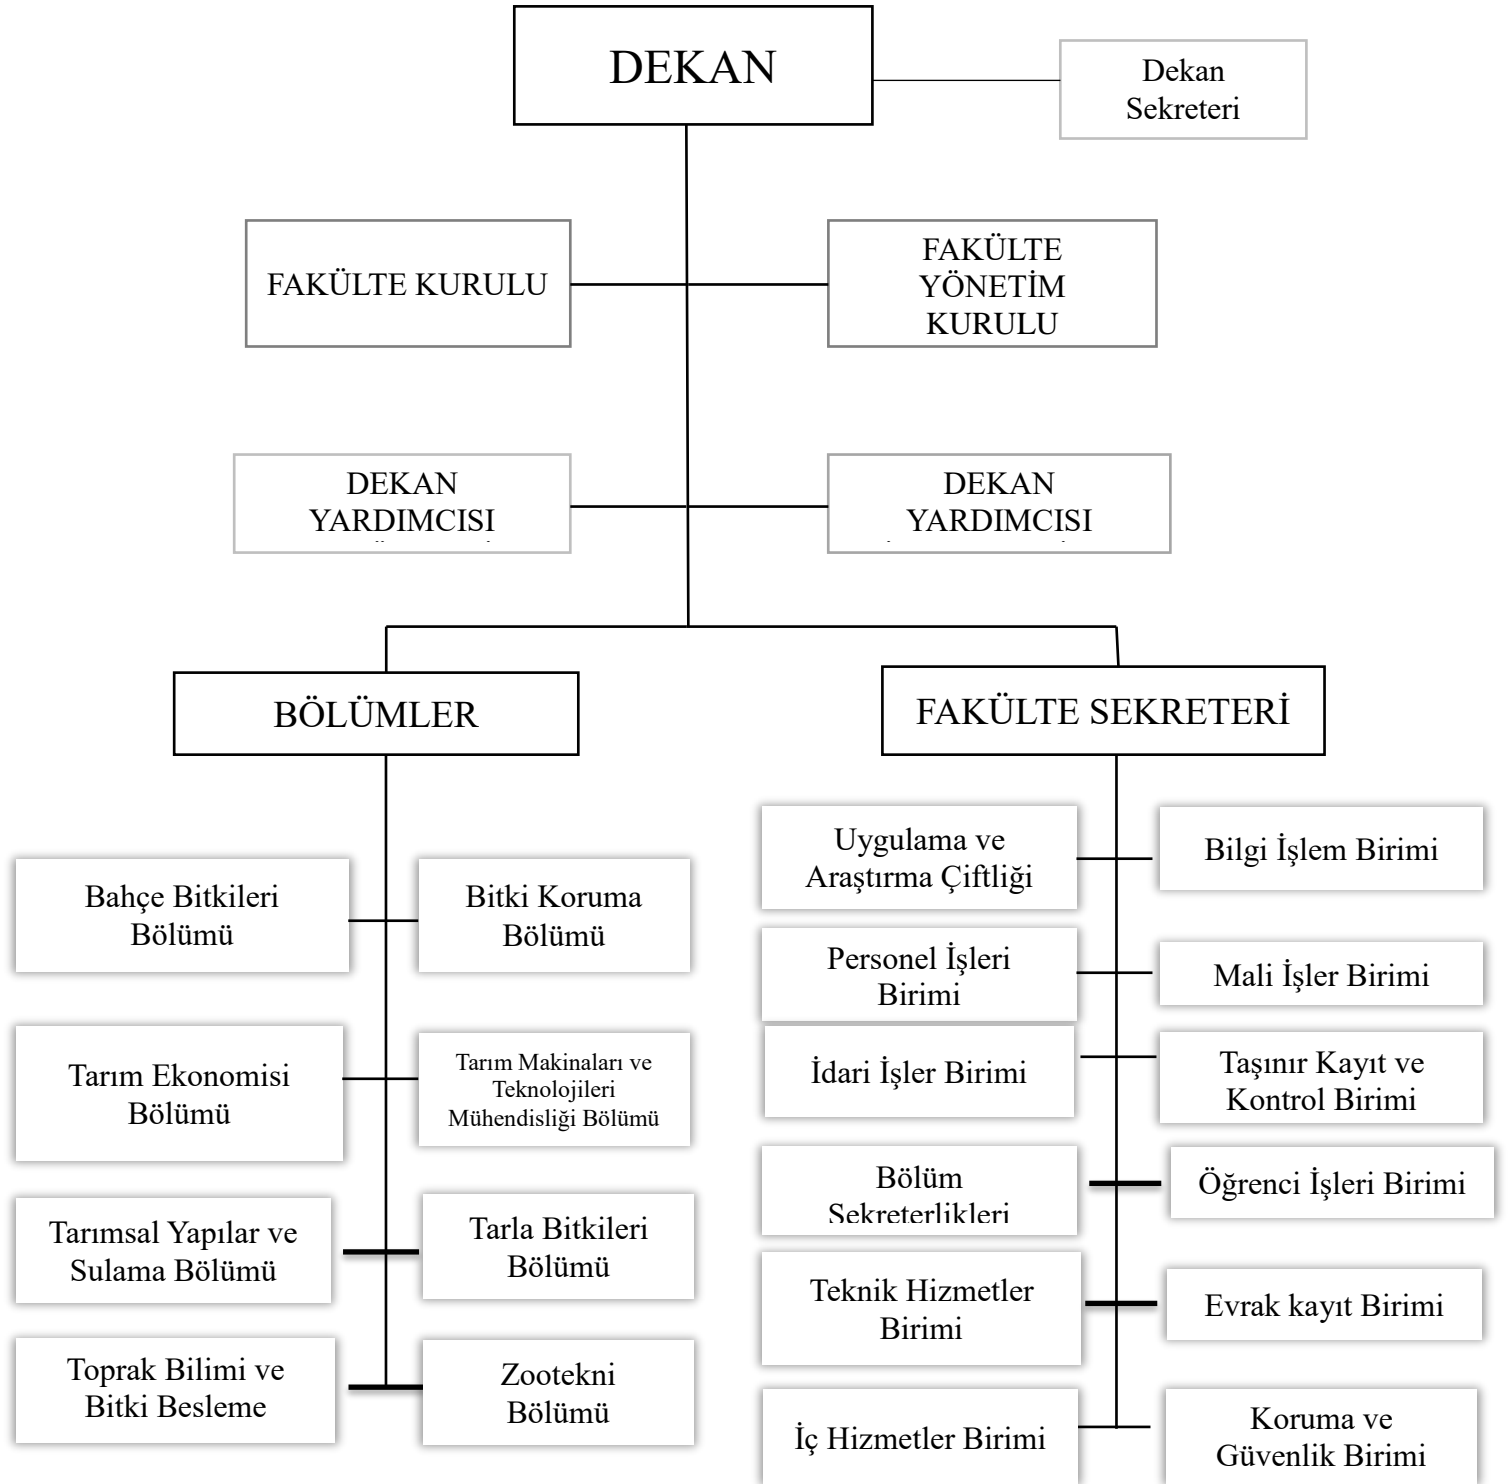 DEKAN
Dekan
Sekreteri
FAKÜLTE KURULU
FAKÜLTE
YÖNETİM
KURULU
DEKAN
YARDIMCISI
DEKAN
YARDIMCISI
BÖLÜMLER
FAKÜLTE SEKRETERİ
Bahçe Bitkileri
Bölümü
Bitki Koruma
Bölümü
Tarım Ekonomisi
Bölümü
Tarım Makinaları ve
Teknolojileri
Mühendisliği Bölümü
Tarımsal Yapılar ve
Sulama Bölümü
Tarla Bitkileri
Bölümü
Toprak Bilimi ve
Bitki Besleme
Zootekni
Bölümü
Uygulama ve
Araştırma Çiftliği
Bilgi İşlem Birimi
Personel İşleri
Birimi
Mali İşler Birimi
İdari İşler Birimi
Taşınır Kayıt ve
Kontrol Birimi
Bölüm
Sekreterlikleri
Öğrenci İşleri Birimi
Teknik Hizmetler
Birimi
Evrak kayıt Birimi
İç Hizmetler Birimi
Koruma ve
Güvenlik Birimi